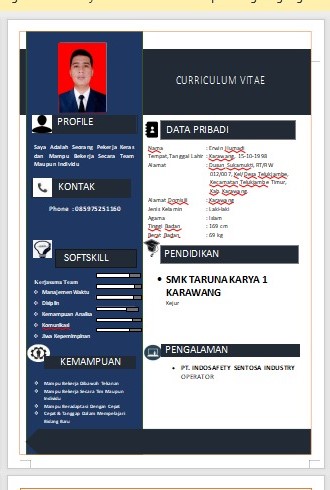 CURRICULUM VITAE
PROFILE
Saya Adalah Seorang Pekerja Keras
dan Mampu Bekerja Secara Team
Maupun Individu
KONTAK
Phone : 085975251160
SOFTSKILL
Kerjasama Team
Manajemen Waktu
Disiplin
Kemampuan Analisa
Komunikasi
Jiwa Kepemimpinan
KEMAMPUAN
Mampu Bekerja Dibawah Tekanan
Mampu Bekerja Secara Tim Maupun
Individu
Mampu Beradaptasi Dengan Cepat
Cepat & Tanggap Dalam Mempelajari
Bidang Baru
DATA PRIBADI
Nama : Erwin Jumadi
Tempat, Tanggal Lahir : Karawang, 15-10-1998
Alamat : Dusun Sukamukti, RT/RW
012/007, Kel/Desa Telukjambe,
Kecamatan Telukjambe Timur,
Kab. Karawang
Alamat Domisili : Karawang
Jenis Kelamin : Laki-laki
Agama : Islam
Tinggi Badan : 169 cm
Berat Badan : 69 kg
PENDIDIKAN
SMK TARUNA KARYA 1
KARAWANG
PENGALAMAN
PT. INDOSAFETY SENTOSA INDUSTRY
OPERATOR